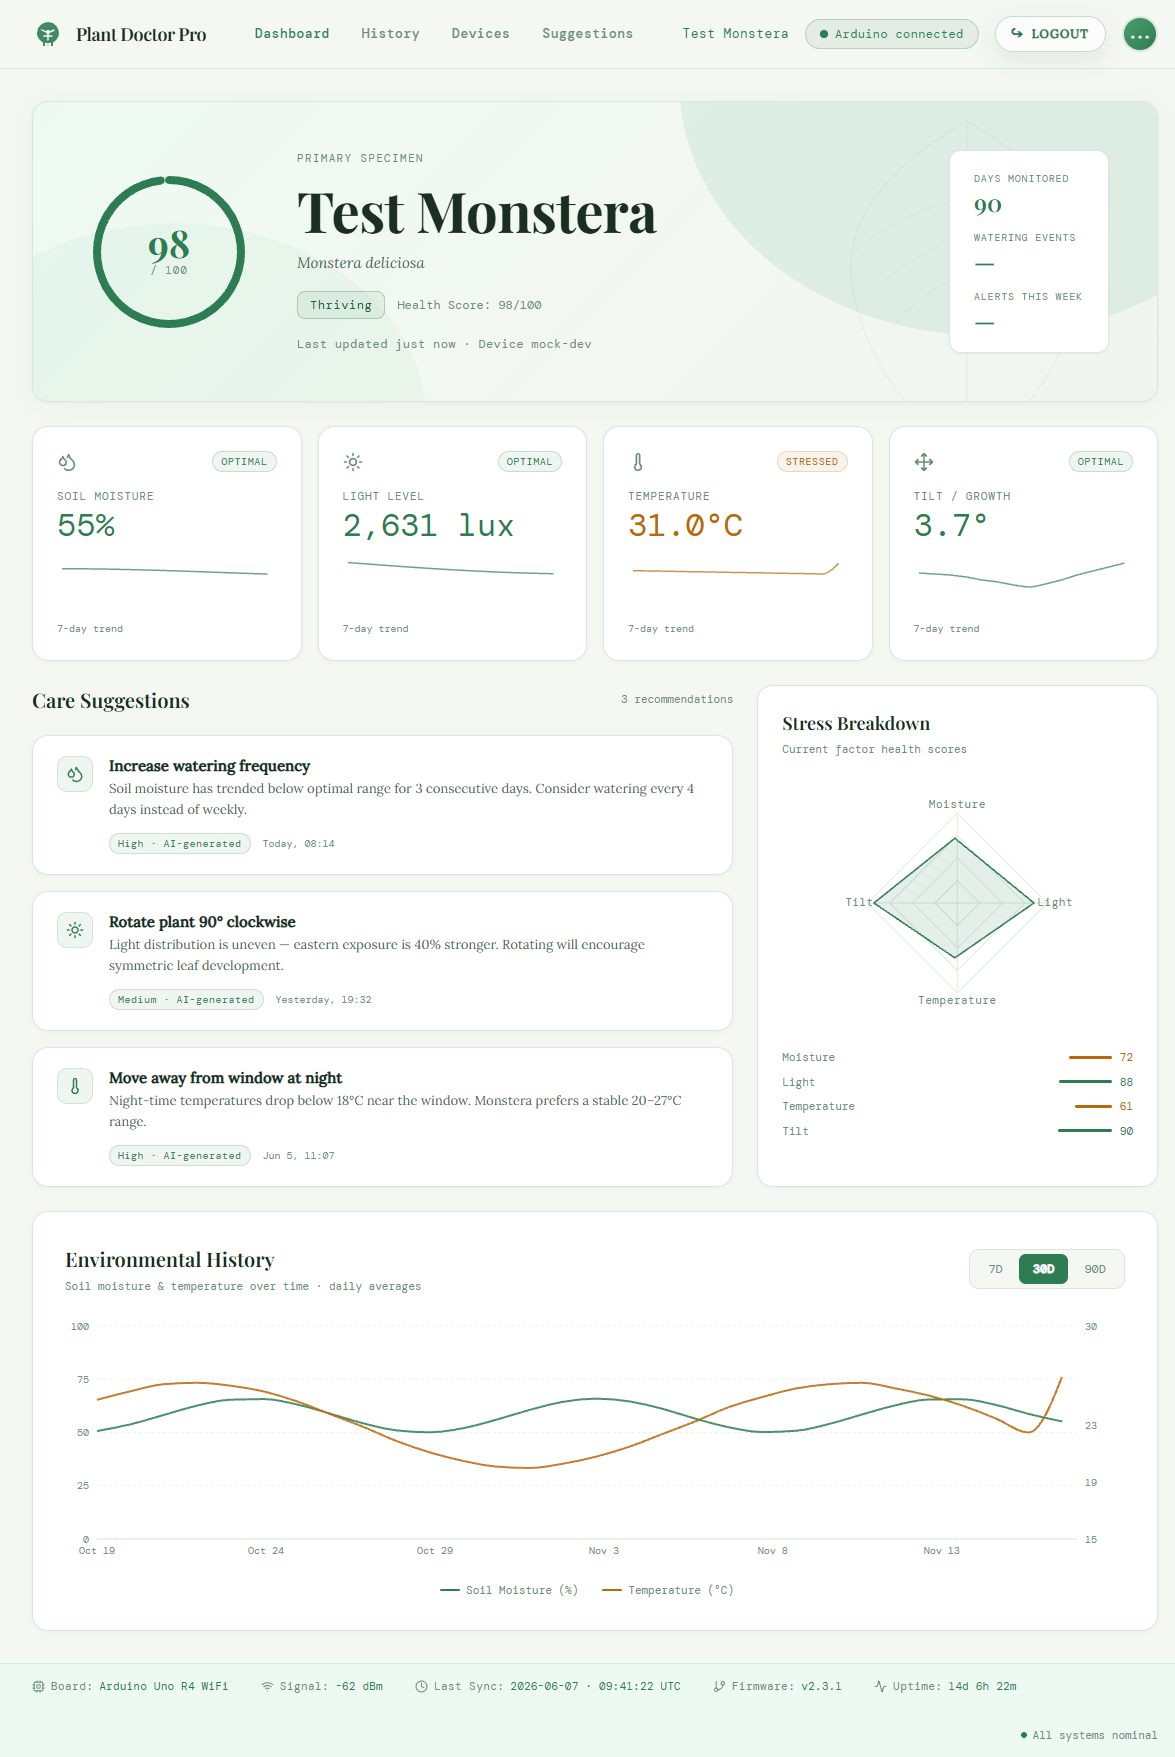 Plant Doctor Pro
Dashboard
History
Devices
Suggestions
Test Monstera
Arduino connected
LOGOUT
...
98
/ 100
PRIMARY SPECIMEN
Test Monstera
Monstera deliciosa
Thriving
Health Score: 98/100
Last updated just now · Device mock-dev
DAYS MONITORED
90
WATERING EVENTS
—
ALERTS THIS WEEK
—
OPTIMAL
SOIL MOISTURE
55%
7-day trend
OPTIMAL
LIGHT LEVEL
2,631 lux
7-day trend
STRESSED
TEMPERATURE
31.0°C
7-day trend
OPTIMAL
TILT / GROWTH
3.7°
7-day trend
Care Suggestions
3 recommendations
Increase watering frequency
Soil moisture has trended below optimal range for 3 consecutive days. Consider watering every 4
days instead of weekly.
High · AI-generated
Today, 08:14
Rotate plant 90° clockwise
Light distribution is uneven — eastern exposure is 40% stronger. Rotating will encourage
symmetric leaf development.
Medium · AI-generated
Yesterday, 19:32
Move away from window at night
Night-time temperatures drop below 18°C near the window. Monstera prefers a stable 20–27°C
range.
High · AI-generated
Jun 5, 11:07
Stress Breakdown
Current factor health scores
Moisture
Tilt
Light
Temperature
Moisture 72
Light 88
Temperature 61
Tilt 90
Environmental History
Soil moisture & temperature over time · daily averages
7D
30D
90D
100
75
50
25
0
30
23
19
15
Oct 19
Oct 24
Oct 29
Nov 3
Nov 8
Nov 13
Soil Moisture (%)
Temperature (°C)
Board: Arduino Uno R4 WiFi
Signal: -62 dBm
Last Sync: 2026-06-07 · 09:41:22 UTC
Firmware: v2.3.1
Uptime: 14d 6h 22m
All systems nominal